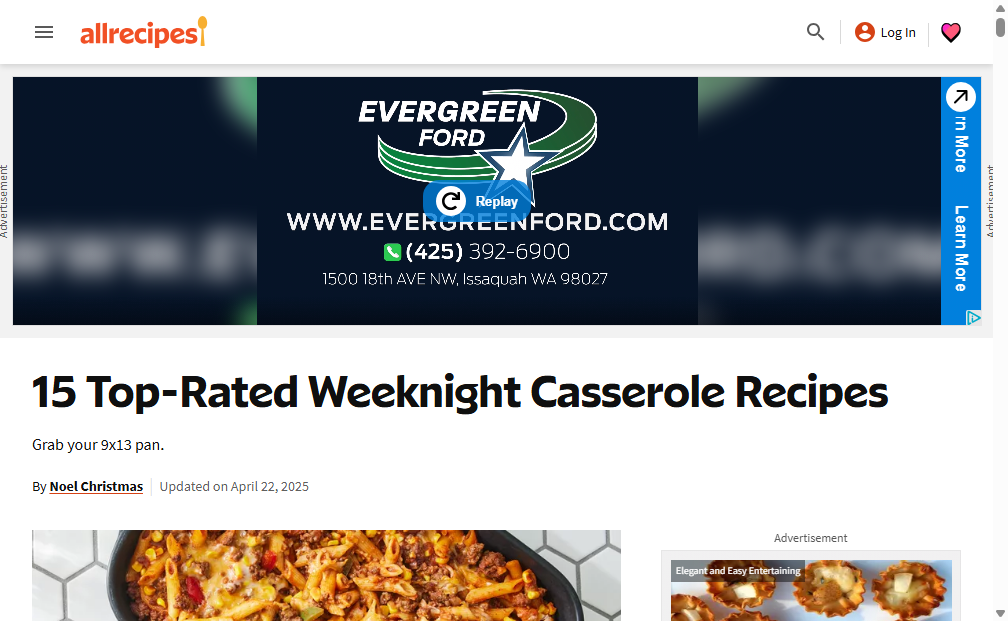 allrecipes
Log In
Advertisement
EVERGREEN
FORD
Replay
WWW.EVERGREENFORD.COM
(425) 392-6900
1500 18th AVE NW, Issaquah WA 98027
rn More
Learn More
Advertisement
15 Top-Rated Weeknight Casserole Recipes
Grab your 9x13 pan.
By Noel Christmas
Updated on April 22, 2025
Advertisement
Elegant and Easy Entertaining